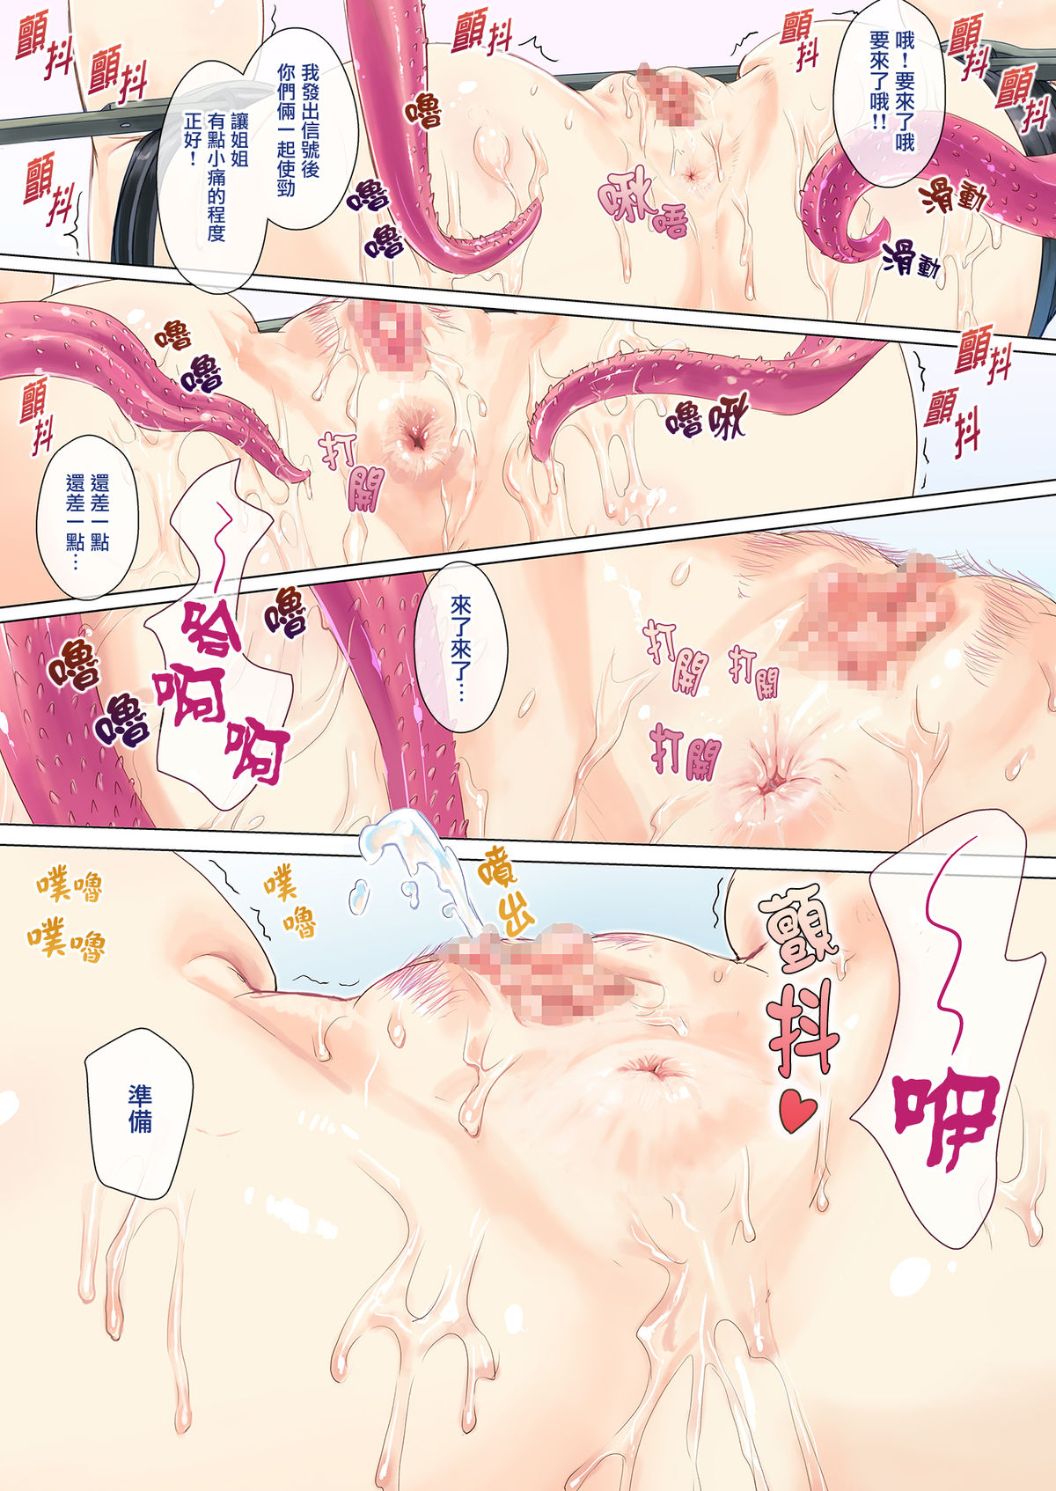 哦！要來了哦
要來了哦!!
顫
抖
顫
抖
顫
抖
顫
抖
我發出信號後
你們倆一起使勁
讓姐姐
有點小痛的程度
正好！
顫
抖
顫
抖
顫
抖
嚕
嚕
嚕
啾
唔
滑動
滑動
顫
抖
顫
抖
嚕
嚕
嚕啾
顫
抖
打
開
還差一點
還差一點…
來了來了…
打
開
打
開
打
開
嚕
嚕
嚕
哈
啊
啊
噴
出
噗嚕
噗嚕
噗
嚕
顫
抖
咿
準備